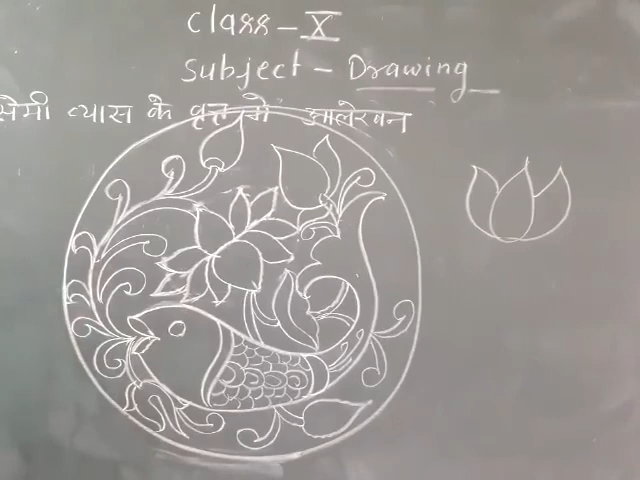 Class - X
Subject - Drawing
सेमी व्यास के वृत्त में आलेखन